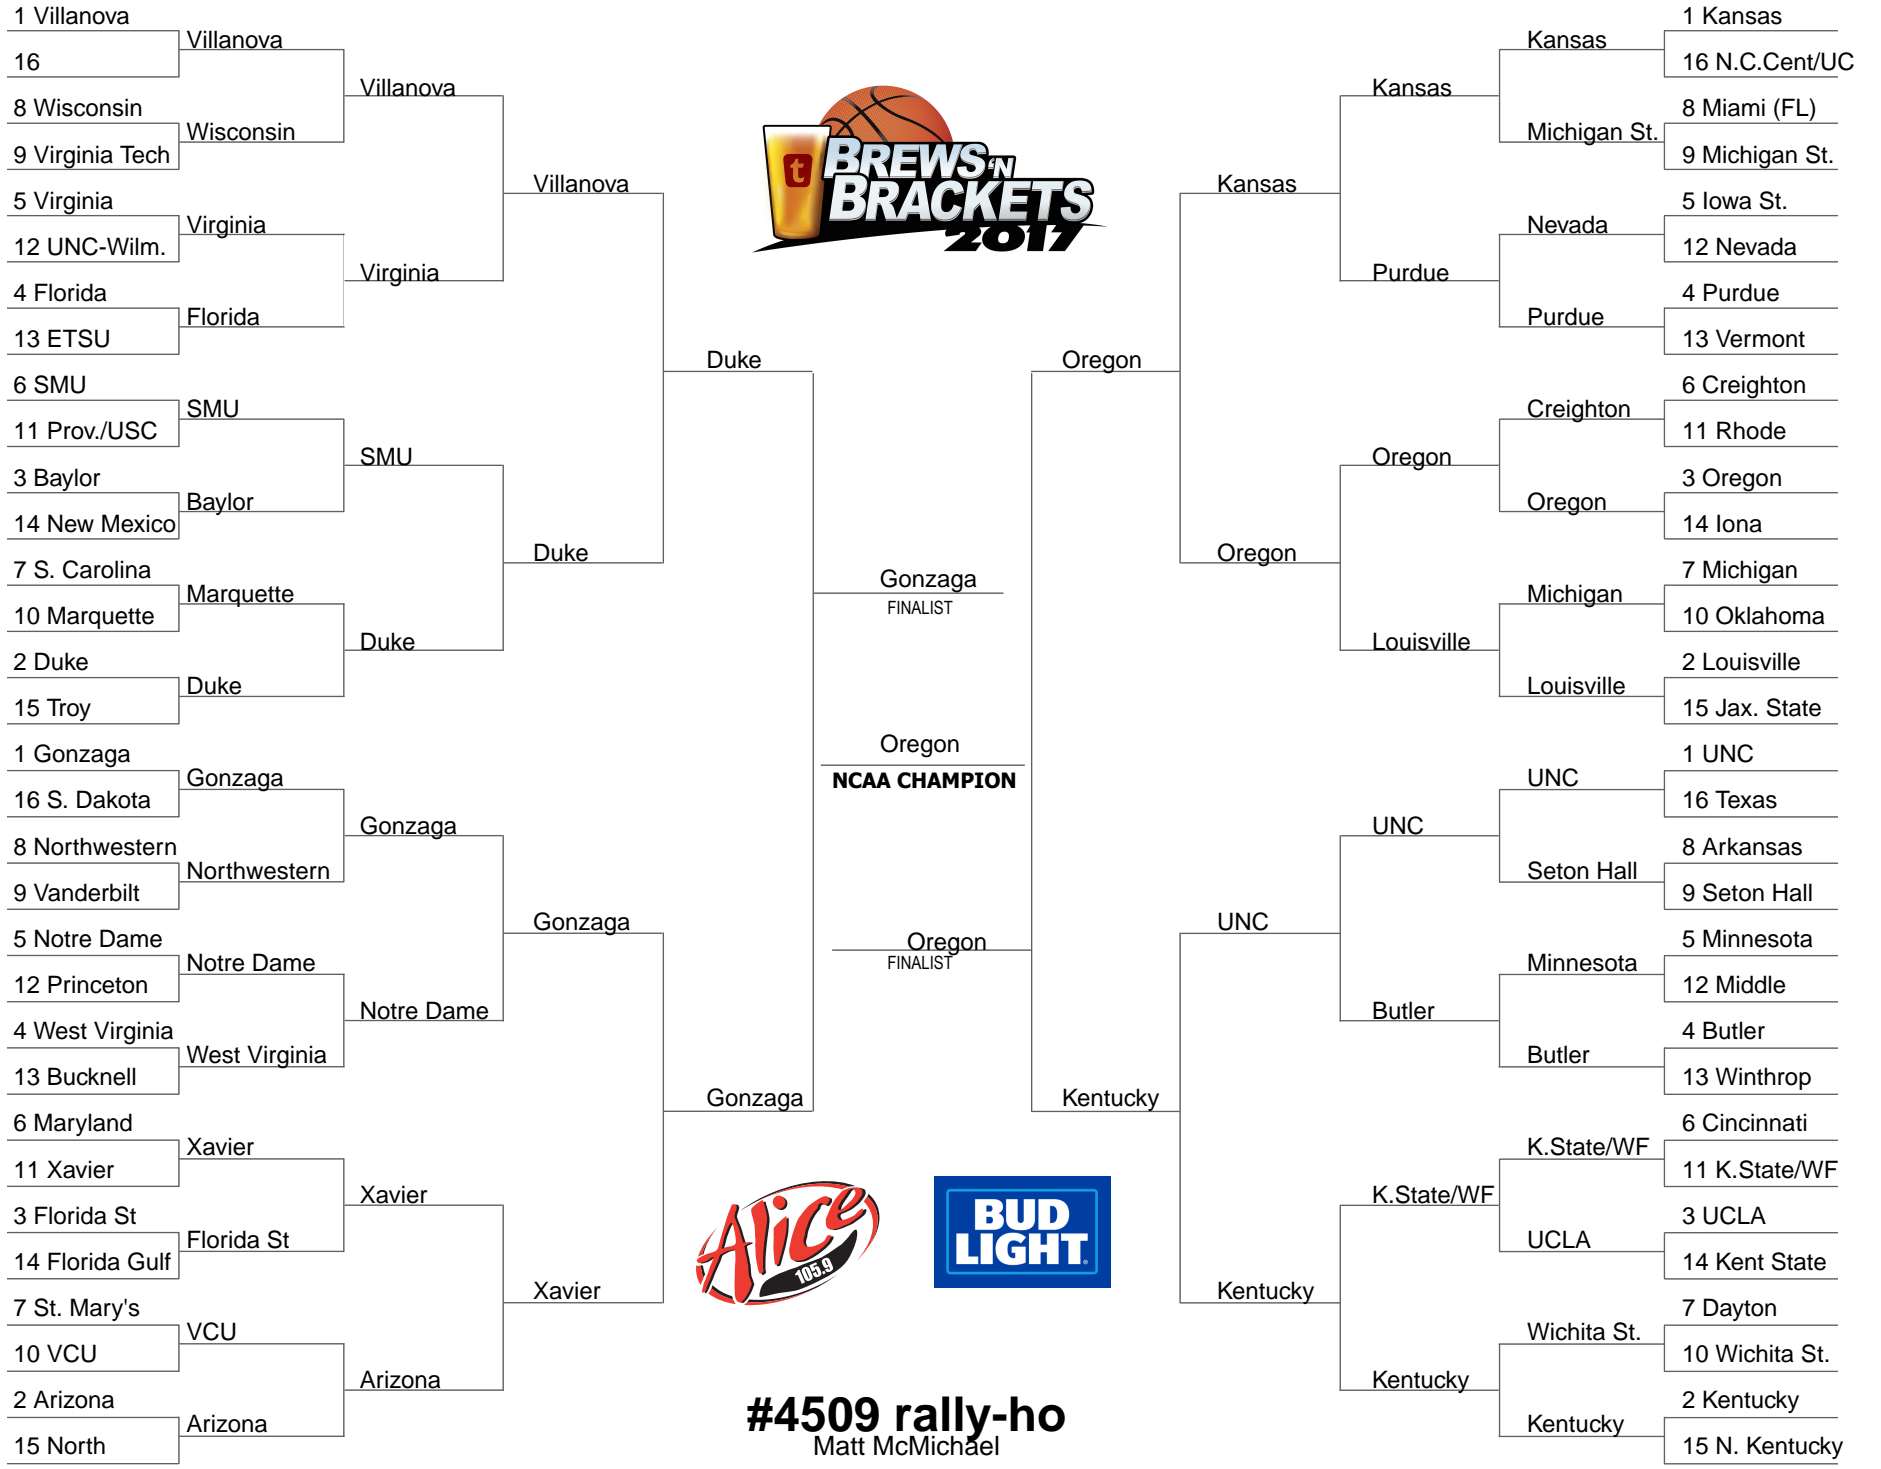 1 Villanova
16
8 Wisconsin
9 Virginia Tech
5 Virginia
12 UNC-Wilm.
4 Florida
13 ETSU
6 SMU
11 Prov./USC
3 Baylor
14 New Mexico
7 S. Carolina
10 Marquette
2 Duke
15 Troy
1 Gonzaga
16 S. Dakota
8 Northwestern
9 Vanderbilt
5 Notre Dame
12 Princeton
4 West Virginia
13 Bucknell
6 Maryland
11 Xavier
3 Florida St
14 Florida Gulf
7 St. Mary's
10 VCU
2 Arizona
15 North
Villanova
Wisconsin
Virginia
Florida
SMU
Baylor
Marquette
Duke
Gonzaga
Northwestern
Notre Dame
West Virginia
Xavier
Florida St
VCU
Arizona
Villanova
Virginia
SMU
Duke
Gonzaga
Notre Dame
Xavier
Arizona
Villanova
Duke
Gonzaga
Xavier
Duke
Gonzaga
t
BREWS 'N
BRACKETS
2017
Gonzaga
FINALIST
Oregon
NCAA CHAMPION
Oregon
FINALIST
Alice
105.9
BUD
LIGHT
#4509 rally-ho
Matt McMichael
Oregon
Kentucky
Kansas
Oregon
UNC
Kentucky
Kansas
Purdue
Oregon
Louisville
UNC
Butler
K.State/WF
Kentucky
Kansas
Michigan St.
Nevada
Purdue
Creighton
Oregon
Michigan
Louisville
UNC
Seton Hall
Minnesota
Butler
K.State/WF
UCLA
Wichita St.
Kentucky
1 Kansas
16 N.C.Cent/UC
8 Miami (FL)
9 Michigan St.
5 Iowa St.
12 Nevada
4 Purdue
13 Vermont
6 Creighton
11 Rhode
3 Oregon
14 Iona
7 Michigan
10 Oklahoma
2 Louisville
15 Jax. State
1 UNC
16 Texas
8 Arkansas
9 Seton Hall
5 Minnesota
12 Middle
4 Butler
13 Winthrop
6 Cincinnati
11 K.State/WF
3 UCLA
14 Kent State
7 Dayton
10 Wichita St.
2 Kentucky
15 N. Kentucky